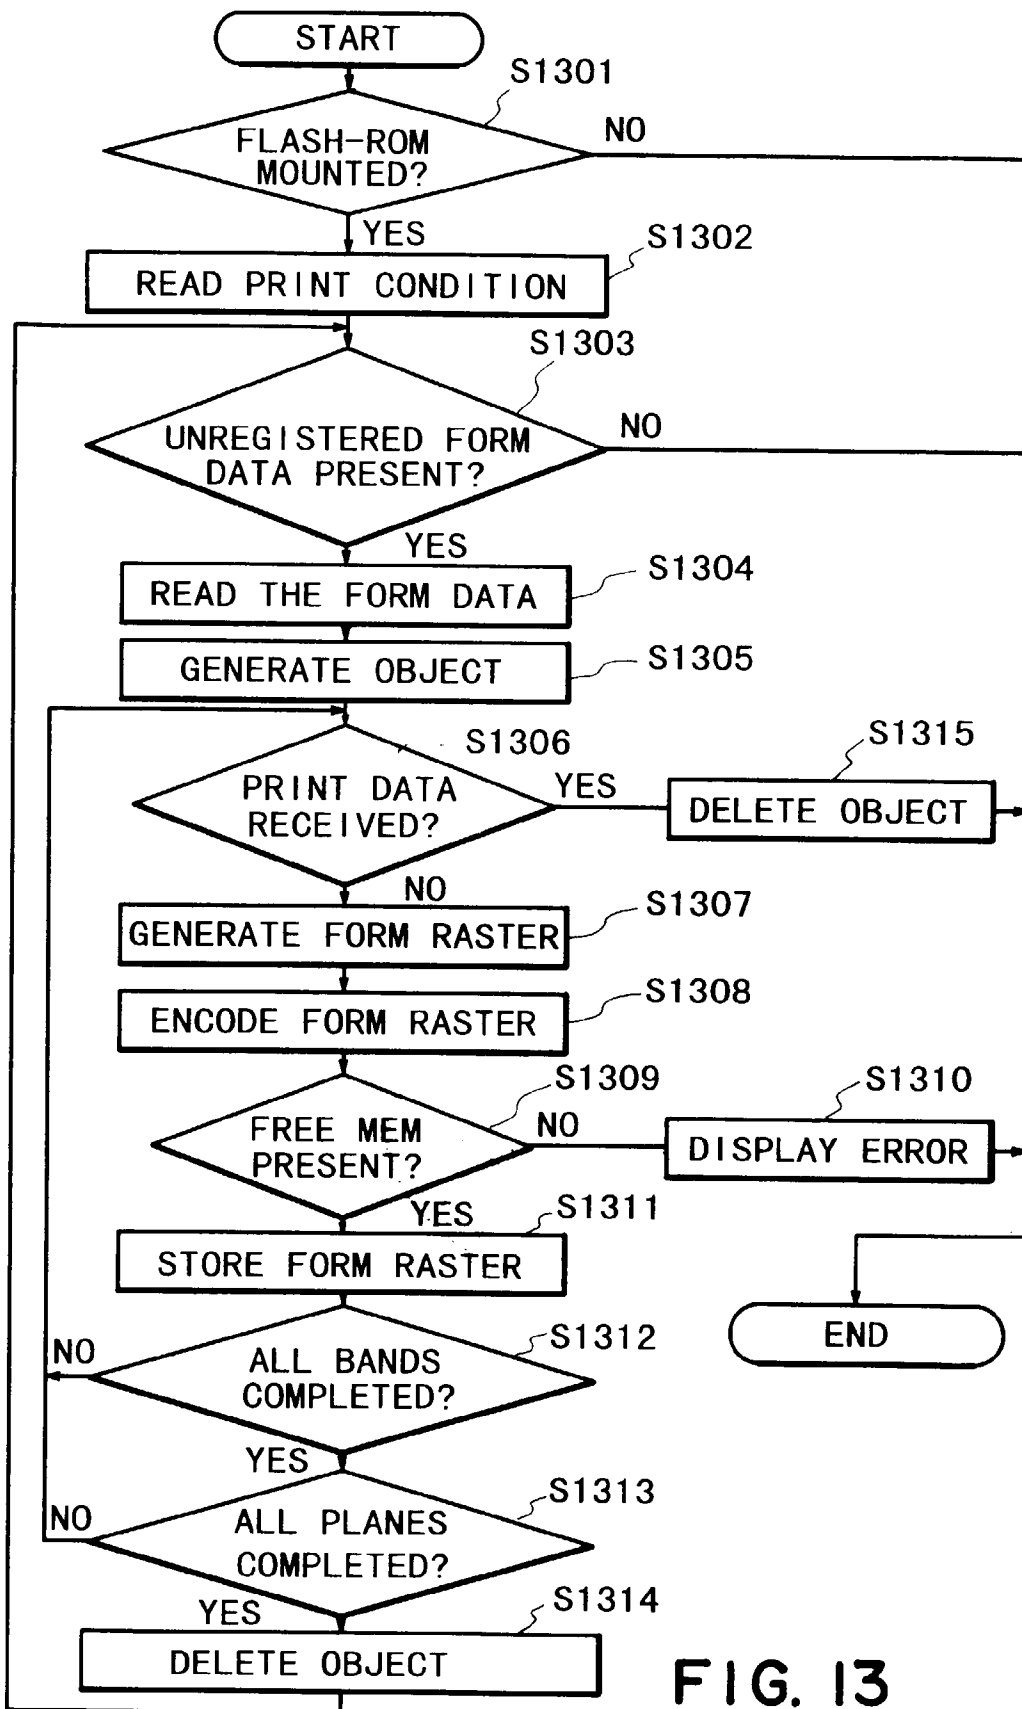 START
S1301
FLASH-ROM
MOUNTED?
NO
YES
S1302
READ PRINT CONDITION
S1303
UNREGISTERED FORM
DATA PRESENT?
NO
YES
S1304
READ THE FORM DATA
S1305
GENERATE OBJECT
S1306
PRINT DATA
RECEIVED?
YES
S1315
DELETE OBJECT
NO
S1307
GENERATE FORM RASTER
S1308
ENCODE FORM RASTER
S1309
FREE MEM
PRESENT?
NO
S1310
DISPLAY ERROR
YES
S1311
STORE FORM RASTER
S1312
ALL BANDS
COMPLETED?
NO
END
YES
S1313
ALL PLANES
COMPLETED?
NO
YES
S1314
DELETE OBJECT
FIG. 13